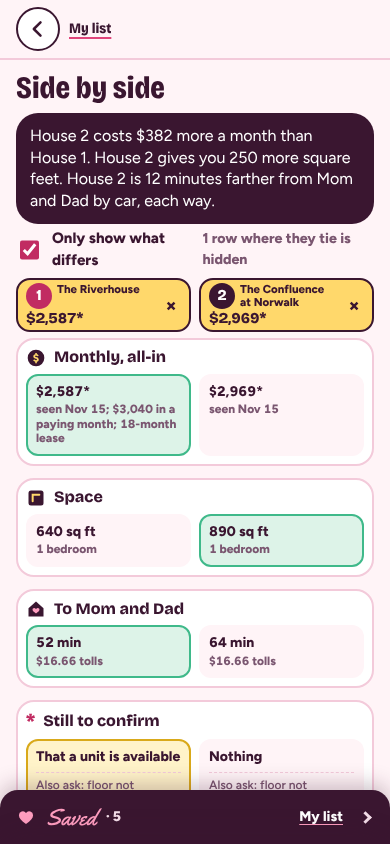 My list
Side by side
House 2 costs $382 more a month than
House 1. House 2 gives you 250 more square
feet. House 2 is 12 minutes farther from Mom
and Dad by car, each way.
Only show what
differs
1 row where they tie is
hidden
1 The Riverhouse
$2,587*
×
2 The Confluence
at Norwalk
$2,969*
×
$ Monthly, all-in
$2,587*
seen Nov 15; $3,040 in a
paying month; 18-month
lease
$2,969*
seen Nov 15
Space
640 sq ft
1 bedroom
890 sq ft
1 bedroom
To Mom and Dad
52 min
$16.66 tolls
64 min
$16.66 tolls
* Still to confirm
That a unit is available
Also ask: floor not
Nothing
Also ask: floor not
Saved · 5
My list